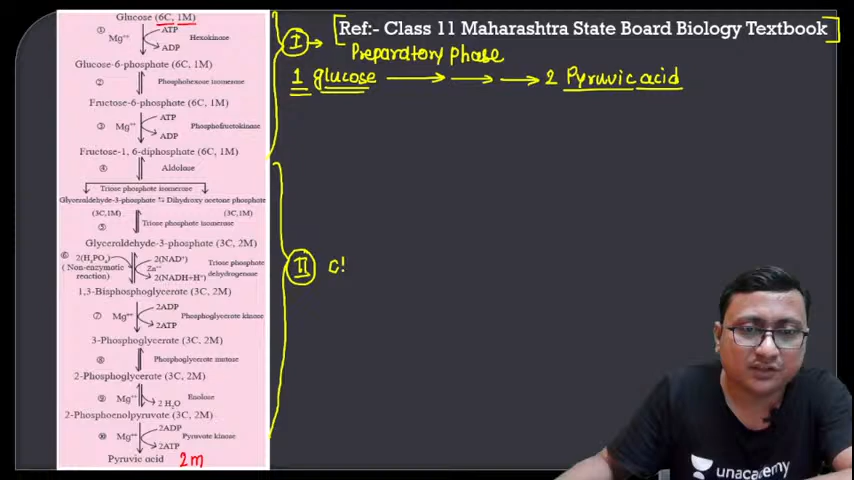 Glucose (6C, 1M)
① Mg⁺⁺ ATP Hexokinase
ADP
Glucose-6-phosphate (6C, 1M)
② Phosphohexose isomerase
Fructose-6-phosphate (6C, 1M)
③ Mg⁺⁺ ATP Phosphofructokinase
ADP
Fructose-1, 6-diphosphate (6C, 1M)
④ Aldolase
Triose phosphate isomerase
Glyceraldehyde-3-phosphate ⇆ Dihydroxy acetone phosphate
(3C,1M) (3C,1M)
⑤ Triose phosphate isomerase
Glyceraldehyde-3-phosphate (3C, 2M)
⑥ 2(H₃PO₄) 2(NAD⁺) Triose phosphate
(Non-enzymatic Zn⁺⁺ dehydrogenase
reaction) 2(NADH+H⁺)
1,3-Bisphosphoglycerate (3C, 2M)
⑦ Mg⁺⁺ 2ADP Phosphoglycerate kinase
2ATP
3-Phosphoglycerate (3C, 2M)
⑧ Phosphoglycerate mutase
2-Phosphoglycerate (3C, 2M)
⑨ Mg⁺⁺ Enolase
2 H₂O
2-Phosphoenolpyruvate (3C, 2M)
⑩ Mg⁺⁺ 2ADP Pyruvate kinase
2ATP
Pyruvic acid 2m
Ref:- Class 11 Maharashtra State Board Biology Textbook
I → Preparatory phase
1 glucose → → → 2 Pyruvic acid
II
unacademy